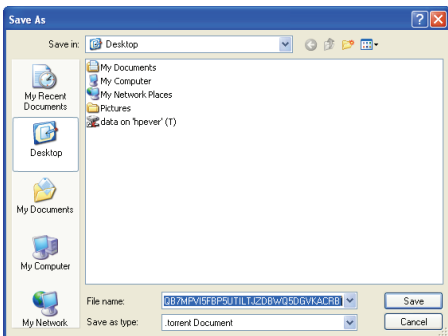 Save As
Save in:
Desktop
My Recent
Documents
Desktop
My Documents
My Computer
My Network
My Documents
My Computer
My Network Places
Pictures
data on 'hpever' (T)
File name:
QB7MPVI5FBP5UTILTJZDBWQ5DGVKACRB
Save
Save as type:
.torrent Document
Cancel